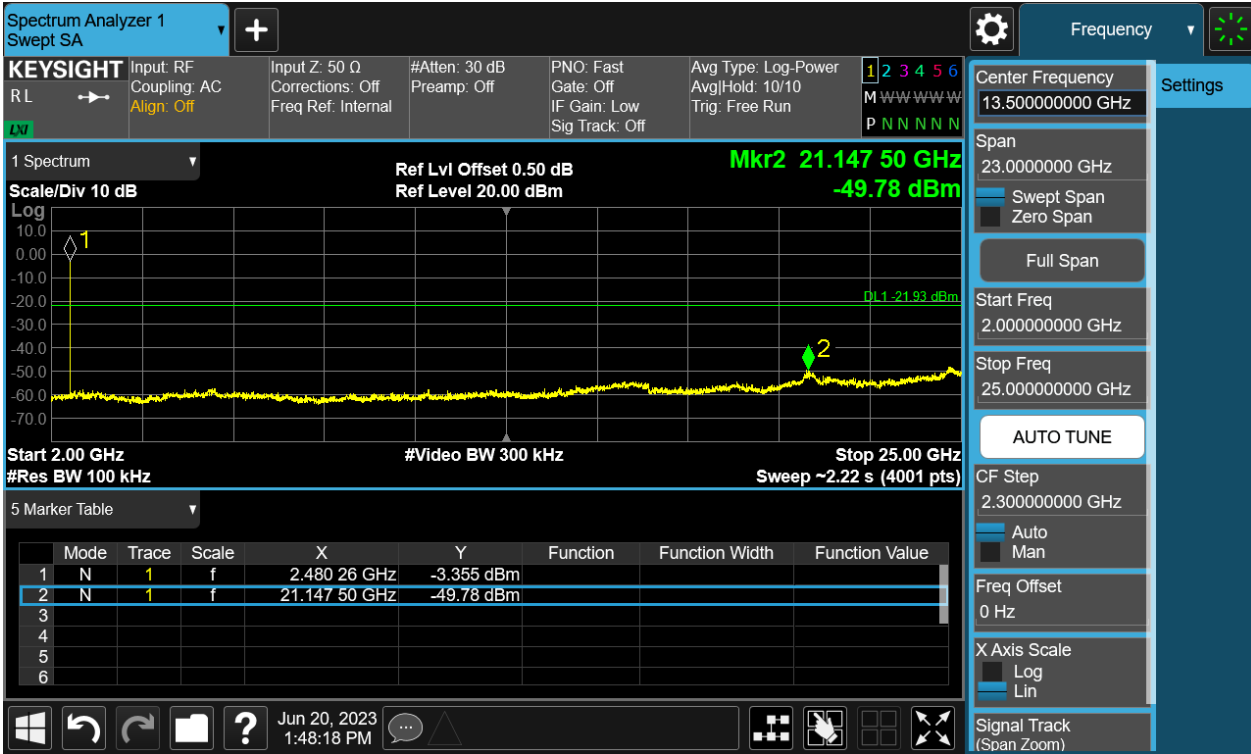 Spectrum Analyzer 1
Swept SA
+
Frequency
KEYSIGHT
R L
LXI
Input: RF
Coupling: AC
Align: Off
Input Z: 50 Ω
Corrections: Off
Freq Ref: Internal
#Atten: 30 dB
Preamp: Off
PNO: Fast
Gate: Off
IF Gain: Low
Sig Track: Off
Avg Type: Log-Power
Avg|Hold: 10/10
Trig: Free Run
1 2 3 4 5 6
M W W W W W
P N N N N N
1 Spectrum
Scale/Div 10 dB
Ref Lvl Offset 0.50 dB
Ref Level 20.00 dBm
Mkr2 21.147 50 GHz
-49.78 dBm
Log
10.0
0.00
-10.0
-20.0
-30.0
-40.0
-50.0
-60.0
-70.0
1
2
DL1 -21.93 dBm
Start 2.00 GHz
#Video BW 300 kHz
Stop 25.00 GHz
#Res BW 100 kHz
Sweep ~2.22 s (4001 pts)
5 Marker Table
Mode Trace Scale X Y Function Function Width Function Value
1 N 1 f 2.480 26 GHz -3.355 dBm
2 N 1 f 21.147 50 GHz -49.78 dBm
3
4
5
6
?
Jun 20, 2023
1:48:18 PM
Center Frequency
13.500000000 GHz
Span
23.0000000 GHz
Swept Span
Zero Span
Full Span
Start Freq
2.000000000 GHz
Stop Freq
25.000000000 GHz
AUTO TUNE
CF Step
2.300000000 GHz
Auto
Man
Freq Offset
0 Hz
X Axis Scale
Log
Lin
Signal Track
(Span Zoom)
Settings